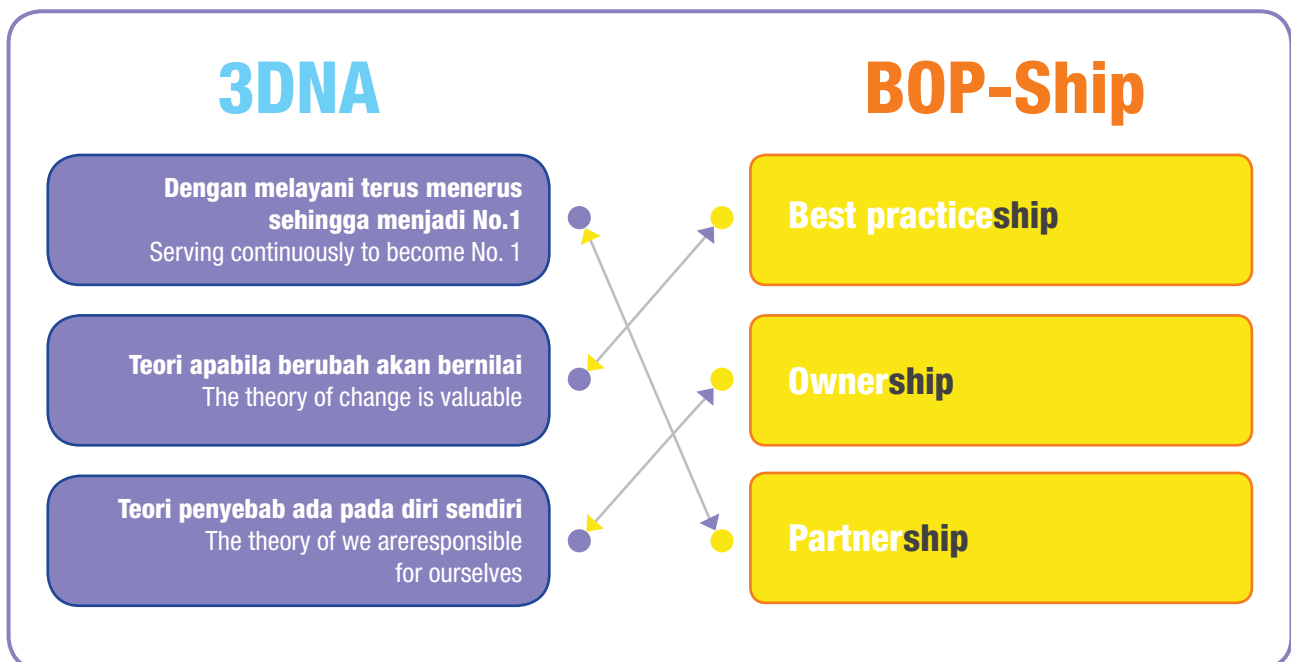 3DNA
Dengan melayani terus menerus
sehingga menjadi No.1
Serving continuously to become No. 1
Teori apabila berubah akan bernilai
The theory of change is valuable
Teori penyebab ada pada diri sendiri
The theory of we areresponsible
for ourselves
BOP-Ship
Best practiceship
Ownership
Partnership